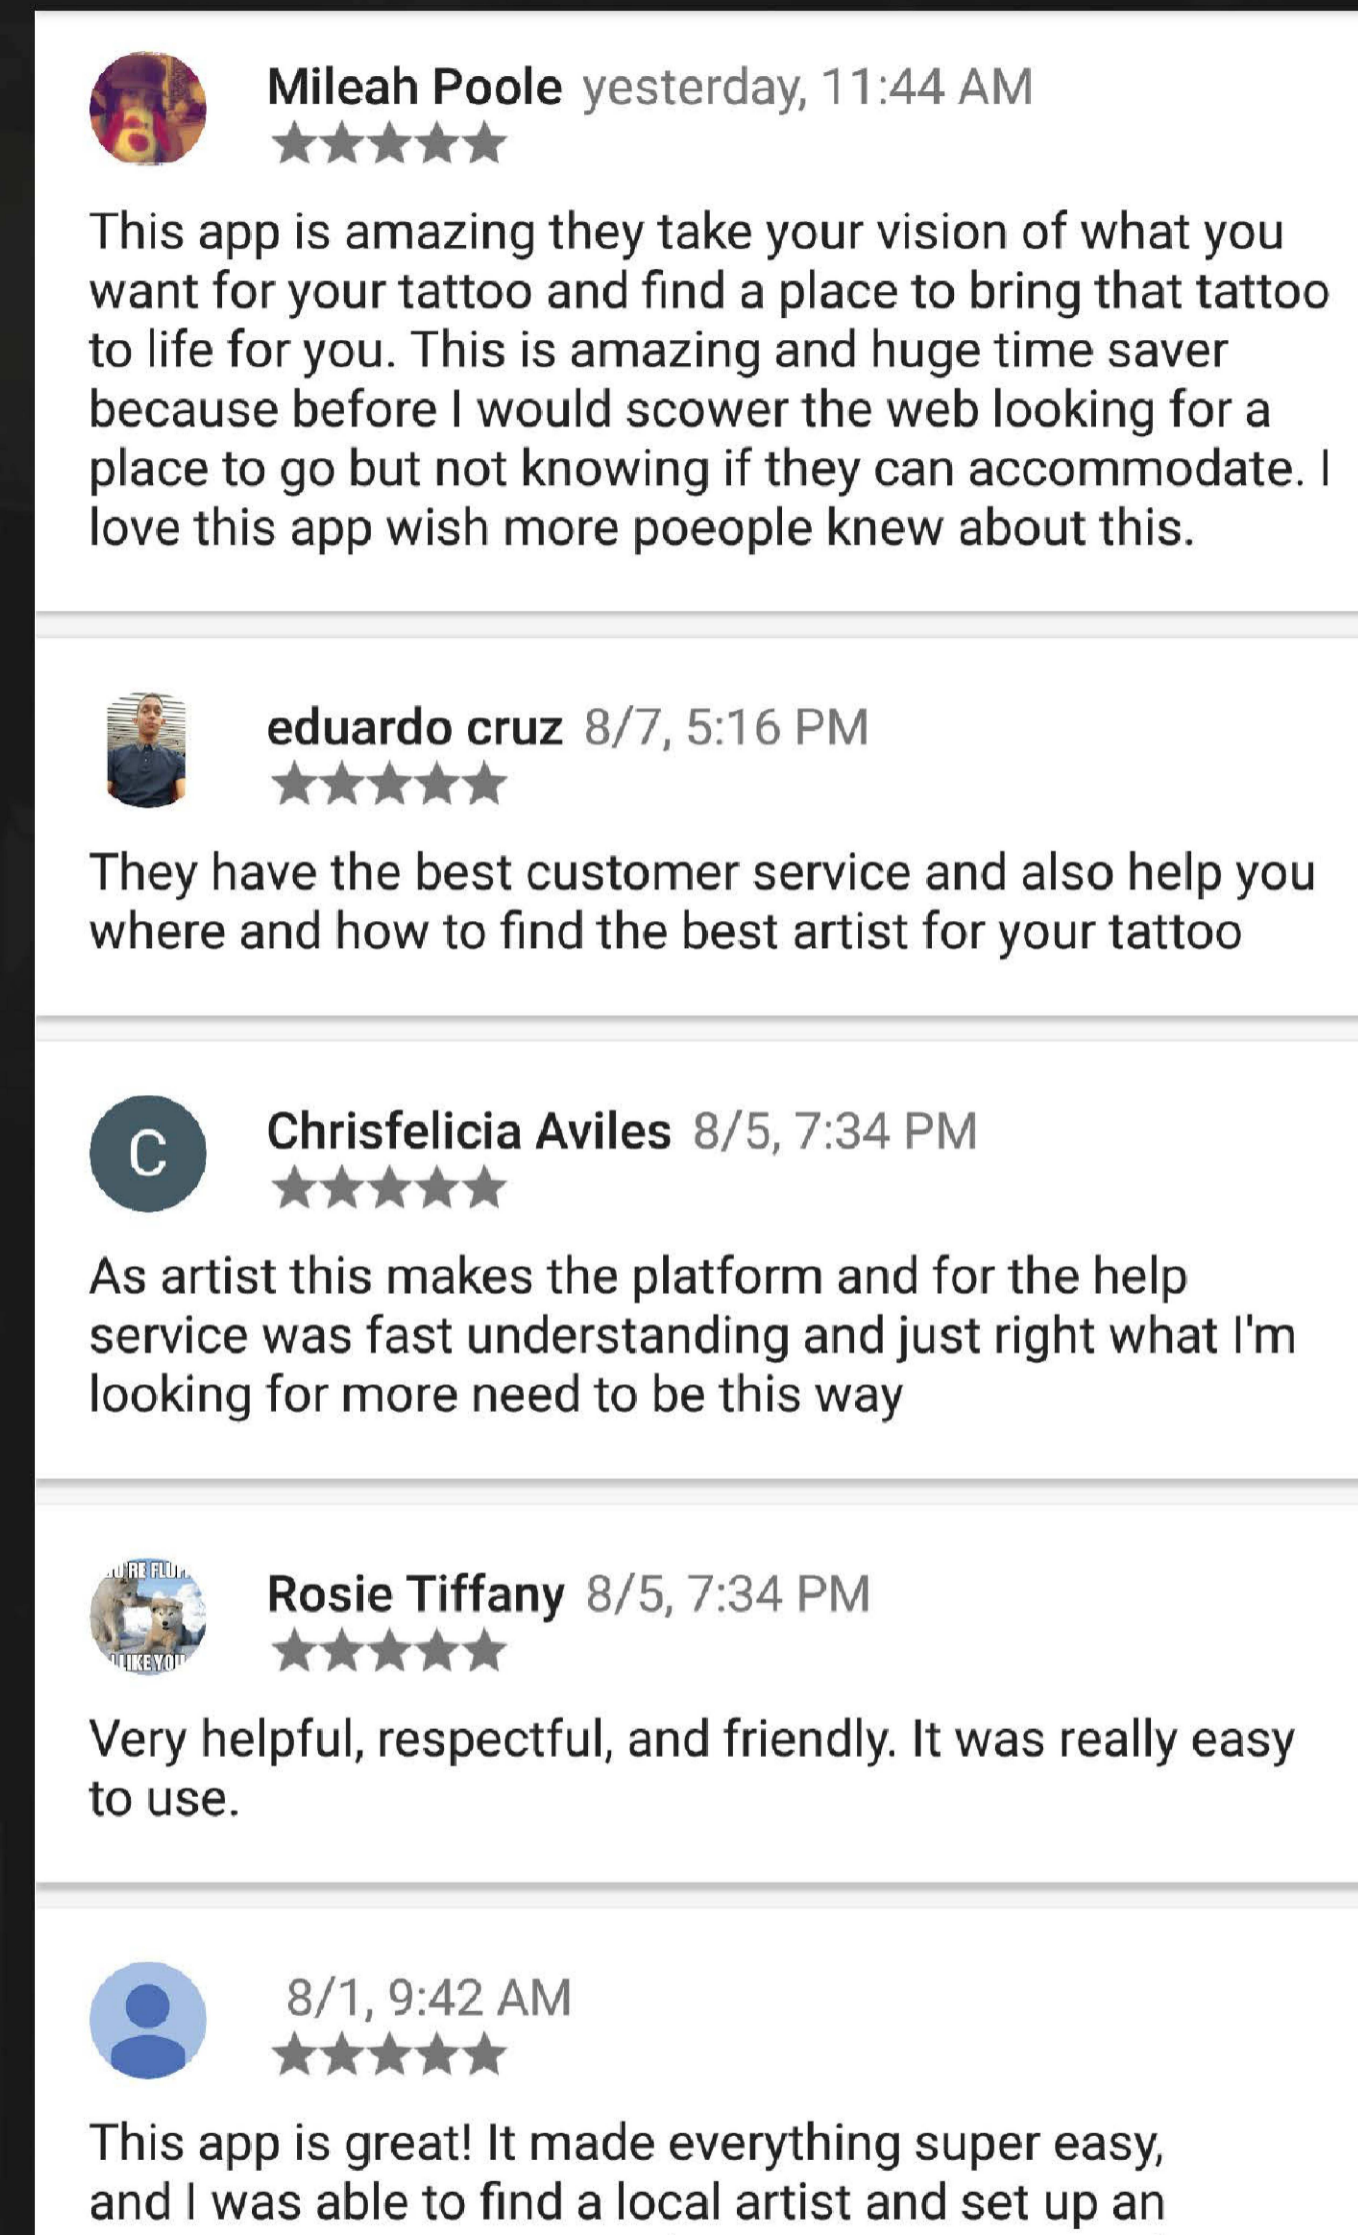 Mileah Poole yesterday, 11:44 AM
★★★★★
This app is amazing they take your vision of what you
want for your tattoo and find a place to bring that tattoo
to life for you. This is amazing and huge time saver
because before I would scower the web looking for a
place to go but not knowing if they can accommodate. I
love this app wish more poeople knew about this.
eduardo cruz 8/7, 5:16 PM
★★★★★
They have the best customer service and also help you
where and how to find the best artist for your tattoo
C
Chrisfelicia Aviles 8/5, 7:34 PM
★★★★★
As artist this makes the platform and for the help
service was fast understanding and just right what I'm
looking for more need to be this way
Rosie Tiffany 8/5, 7:34 PM
★★★★★
LIKE YOU
Very helpful, respectful, and friendly. It was really easy
to use.
8/1, 9:42 AM
★★★★★
This app is great! It made everything super easy,
and I was able to find a local artist and set up an